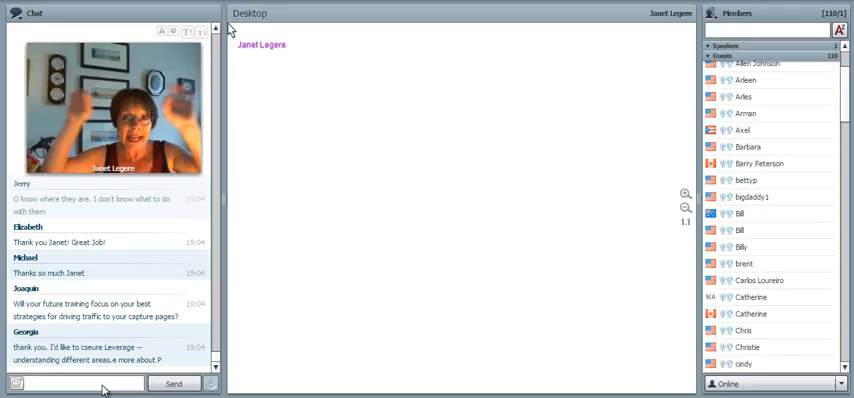 Chat
Desktop
Janet Legere
Members
[110/1]
Janet Legere
Janet Legere
Jerry
O know where they are. I don't know what to do
with them
19:04
Elizabeth
Thank you Janet! Great Job!
19:04
Michael
Thanks so much Janet
19:04
Joaquin
Will your future training focus on your best
strategies for driving traffic to your capture pages?
19:04
Georgia
thank you. I'd like to cseure Leverage --
understanding different areas.e more about P
19:04
Send
1.1
Speakers 1
Guests 110
Allen Johnson
Arleen
Arles
Arman
Axel
Barbara
Barry Peterson
bettyp
bigdaddy1
Bill
Bill
Billy
brent
Carlos Loureiro
N/A Catherine
Catherine
Chris
Christie
cindy
Online